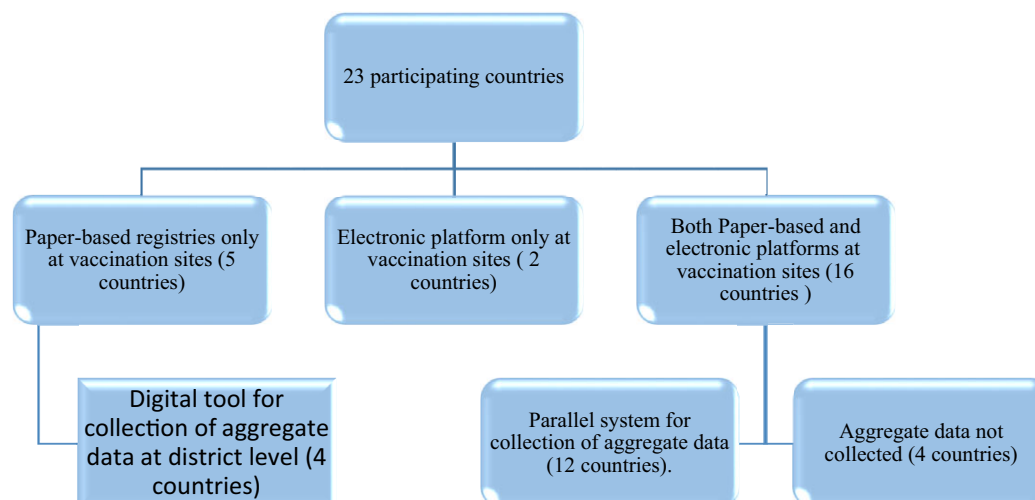 23 participating countries
Paper-based registries only
at vaccination sites (5
countries)
Electronic platform only at
vaccination sites ( 2
countries)
Both Paper-based and
electronic platforms at
vaccination sites (16
countries )
Digital tool for
collection of aggregate
data at district level (4
countries)
Parallel system for
collection of aggregate data
(12 countries).
Aggregate data not
collected (4 countries)